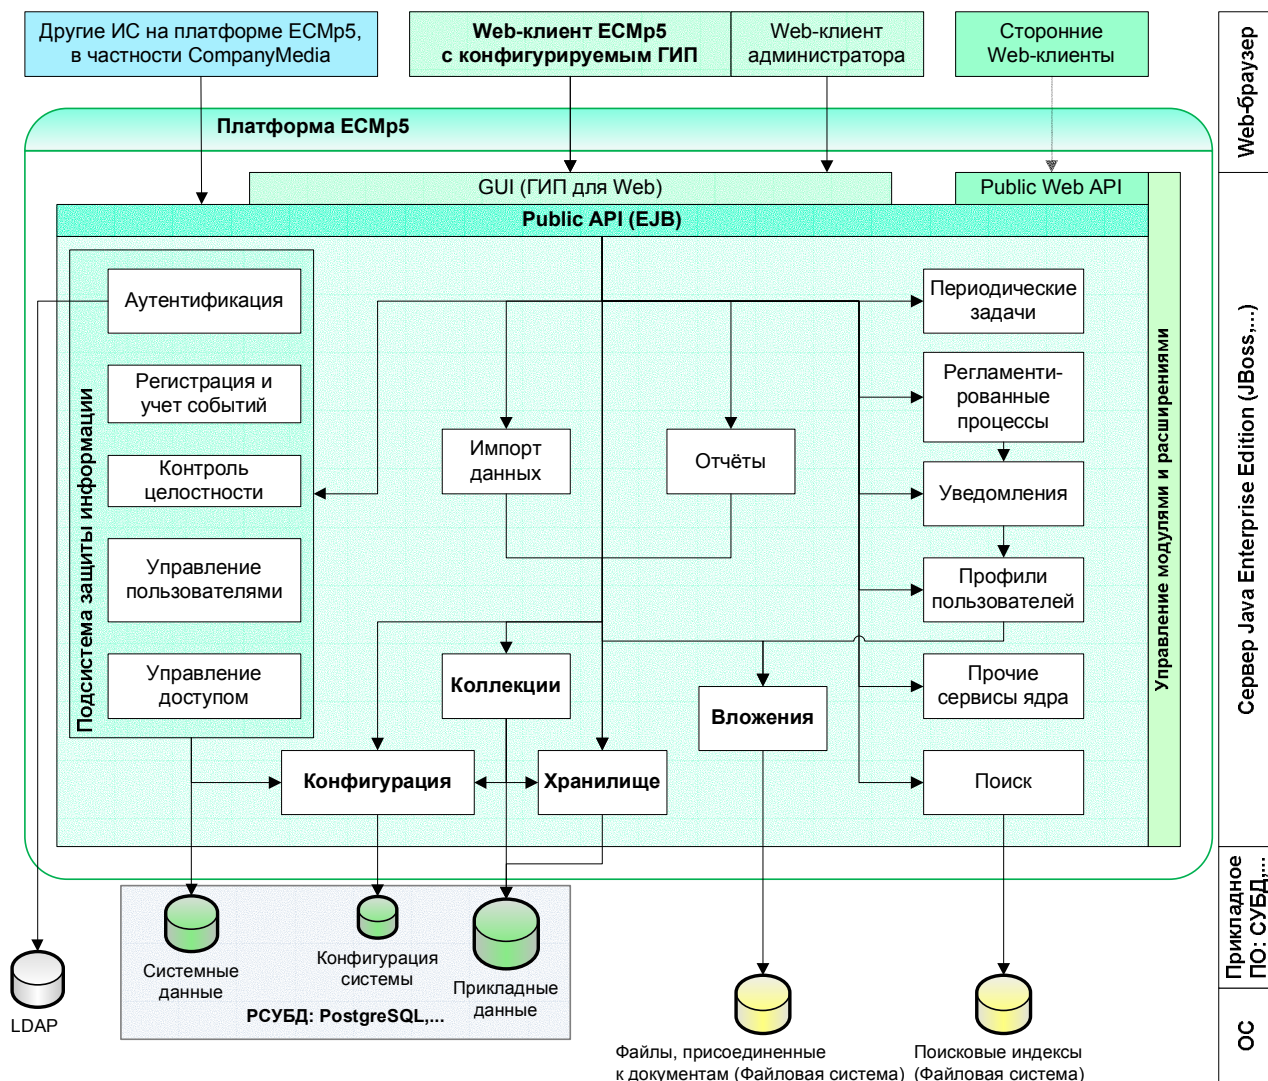 Другие ИС на платформе ECMp5,
в частности CompanyMedia
Web-клиент ECMp5
с конфигурируемым ГИП
Web-клиент
администратора
Сторонние
Web-клиенты
Web-браузер
Платформа ECMp5
GUI (ГИП для Web)
Public Web API
Public API (EJB)
Подсистема защиты информации
Аутентификация
Регистрация и
учет событий
Контроль
целостности
Управление
пользователями
Управление
доступом
Импорт
данных
Отчёты
Периодические
задачи
Регламенти-
рованные
процессы
Уведомления
Профили
пользователей
Прочие
сервисы ядра
Поиск
Коллекции
Вложения
Конфигурация
Хранилище
Управление модулями и расширениями
Сервер Java Enterprise Edition (JBoss,...)
Прикладное
ПО: СУБД,...
ОС
LDAP
Системные
данные
Конфигурация
системы
Прикладные
данные
РСУБД: PostgreSQL,...
Файлы, присоединенные
к документам (Файловая система)
Поисковые индексы
(Файловая система)